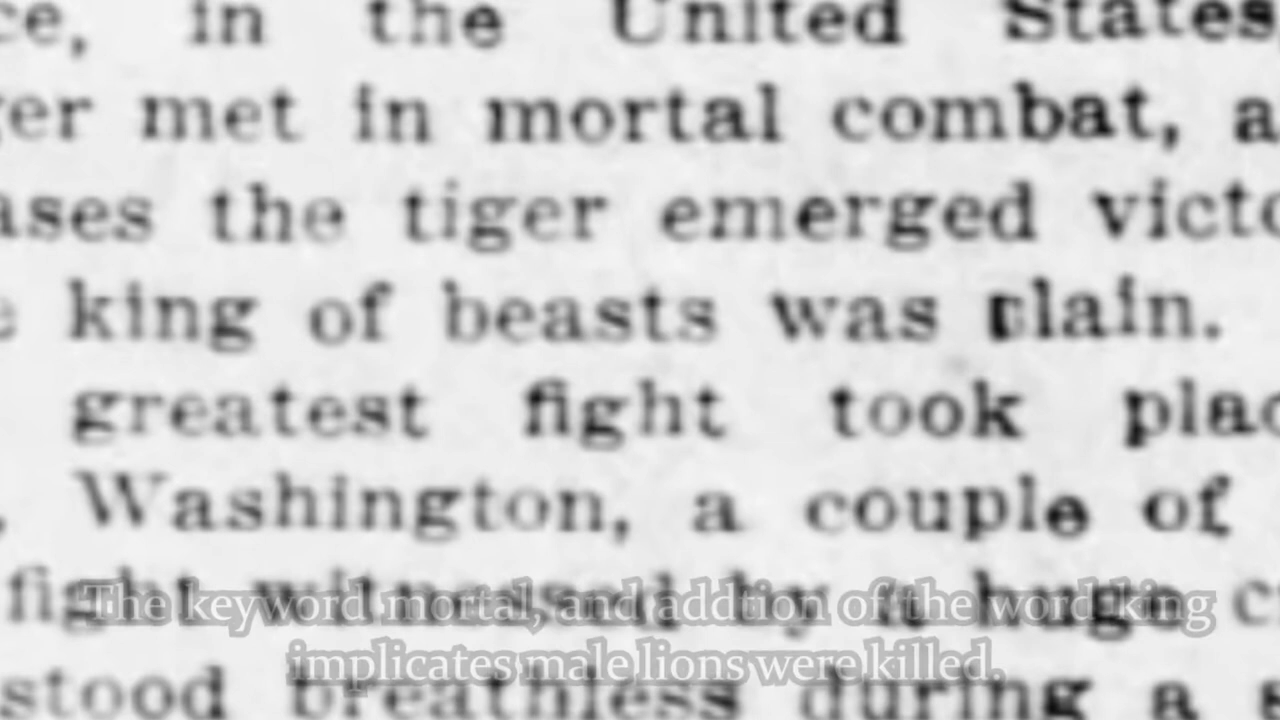 ce, in the United States,
ger met in mortal combat, a
ases the tiger emerged victo
e king of beasts was slain.
greatest fight took plac
, Washington, a couple of
fight witnessed by a huge c
The keyword mortal, and addtion of the word king
implicates male lions were killed.
stood breathless during a s